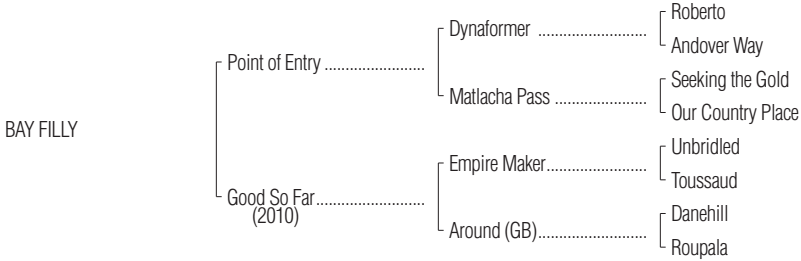 BAY FILLY
Point of Entry ........................
Dynaformer ..........................
Roberto
Andover Way
Matlacha Pass ......................
Seeking the Gold
Our Country Place
Good So Far..........................
(2010)
Empire Maker........................
Unbridled
Toussaud
Around (GB)..........................
Danehill
Roupala